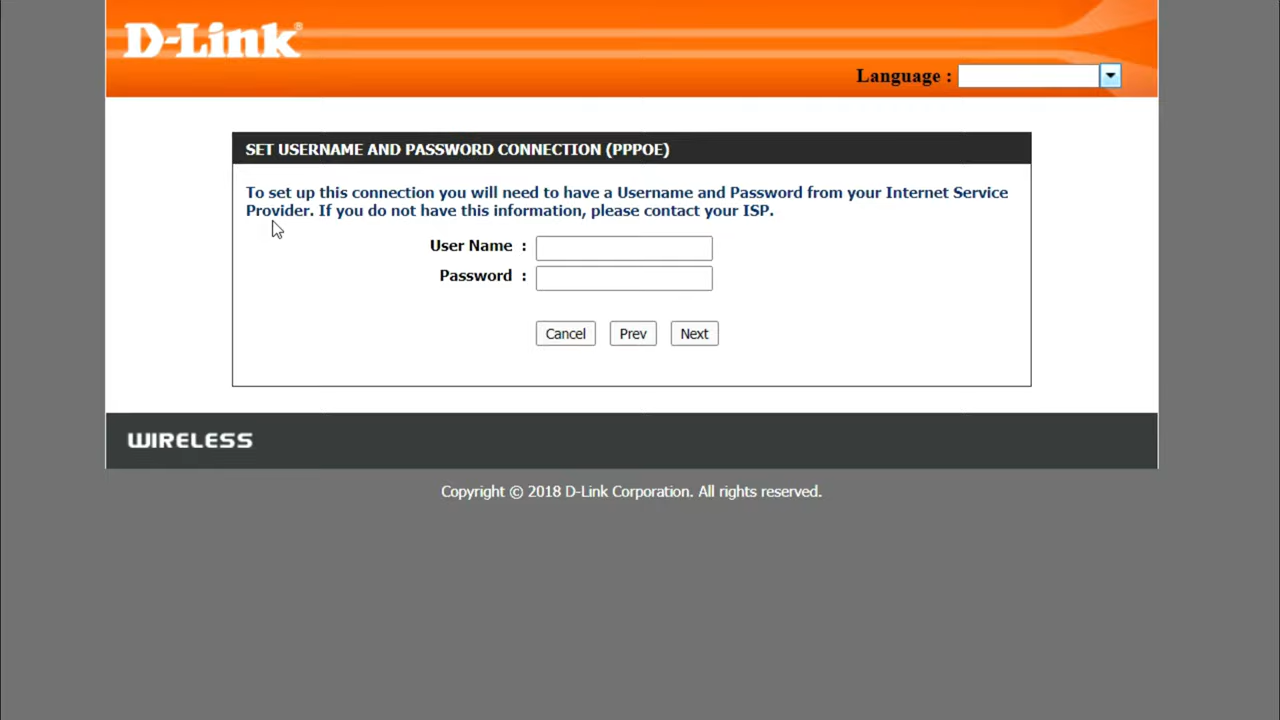 D-Link®
Language :
SET USERNAME AND PASSWORD CONNECTION (PPPOE)
To set up this connection you will need to have a Username and Password from your Internet Service
Provider. If you do not have this information, please contact your ISP.
User Name :
Password :
Cancel Prev Next
WIRELESS
Copyright © 2018 D-Link Corporation. All rights reserved.